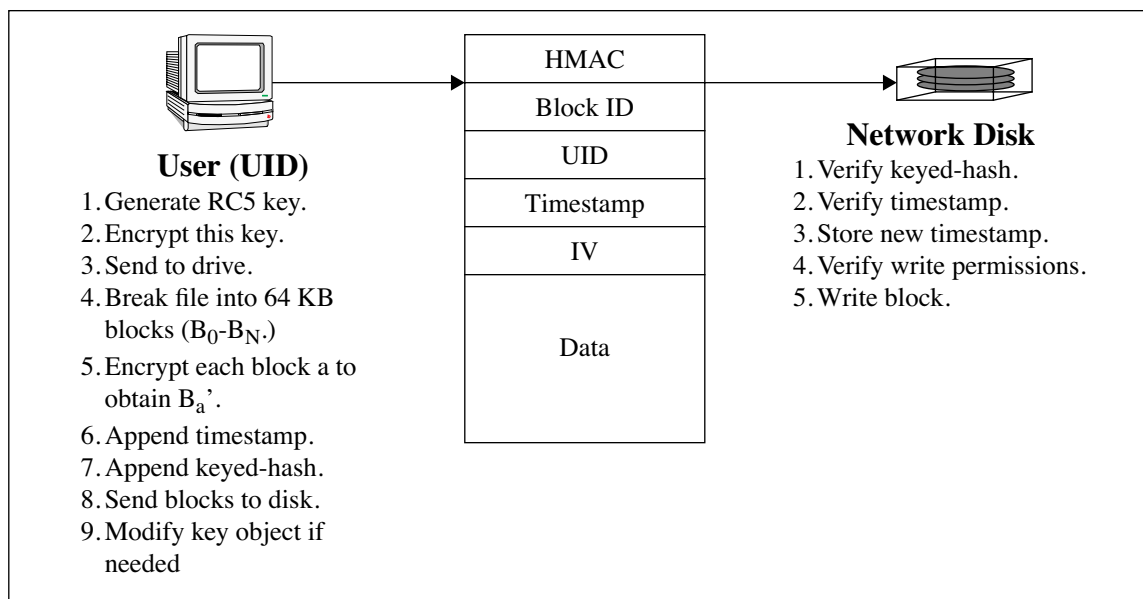 User (UID)
1. Generate RC5 key.
2. Encrypt this key.
3. Send to drive.
4. Break file into 64 KB
blocks (B0-BN.)
5. Encrypt each block a to
obtain Ba’.
6. Append timestamp.
7. Append keyed-hash.
8. Send blocks to disk.
9. Modify key object if
needed
HMAC
Block ID
UID
Timestamp
IV
Data
Network Disk
1. Verify keyed-hash.
2. Verify timestamp.
3. Store new timestamp.
4. Verify write permissions.
5. Write block.